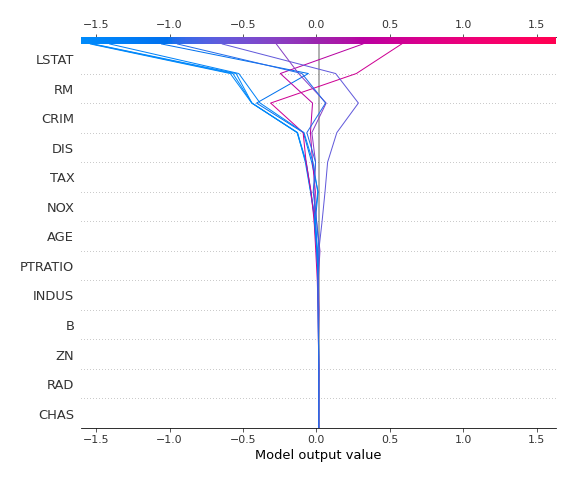 −1.5 −1.0 −0.5 0.0 0.5 1.0 1.5
LSTAT
RM
CRIM
DIS
TAX
NOX
AGE
PTRATIO
INDUS
B
ZN
RAD
CHAS
−1.5 −1.0 −0.5 0.0 0.5 1.0 1.5
Model output value